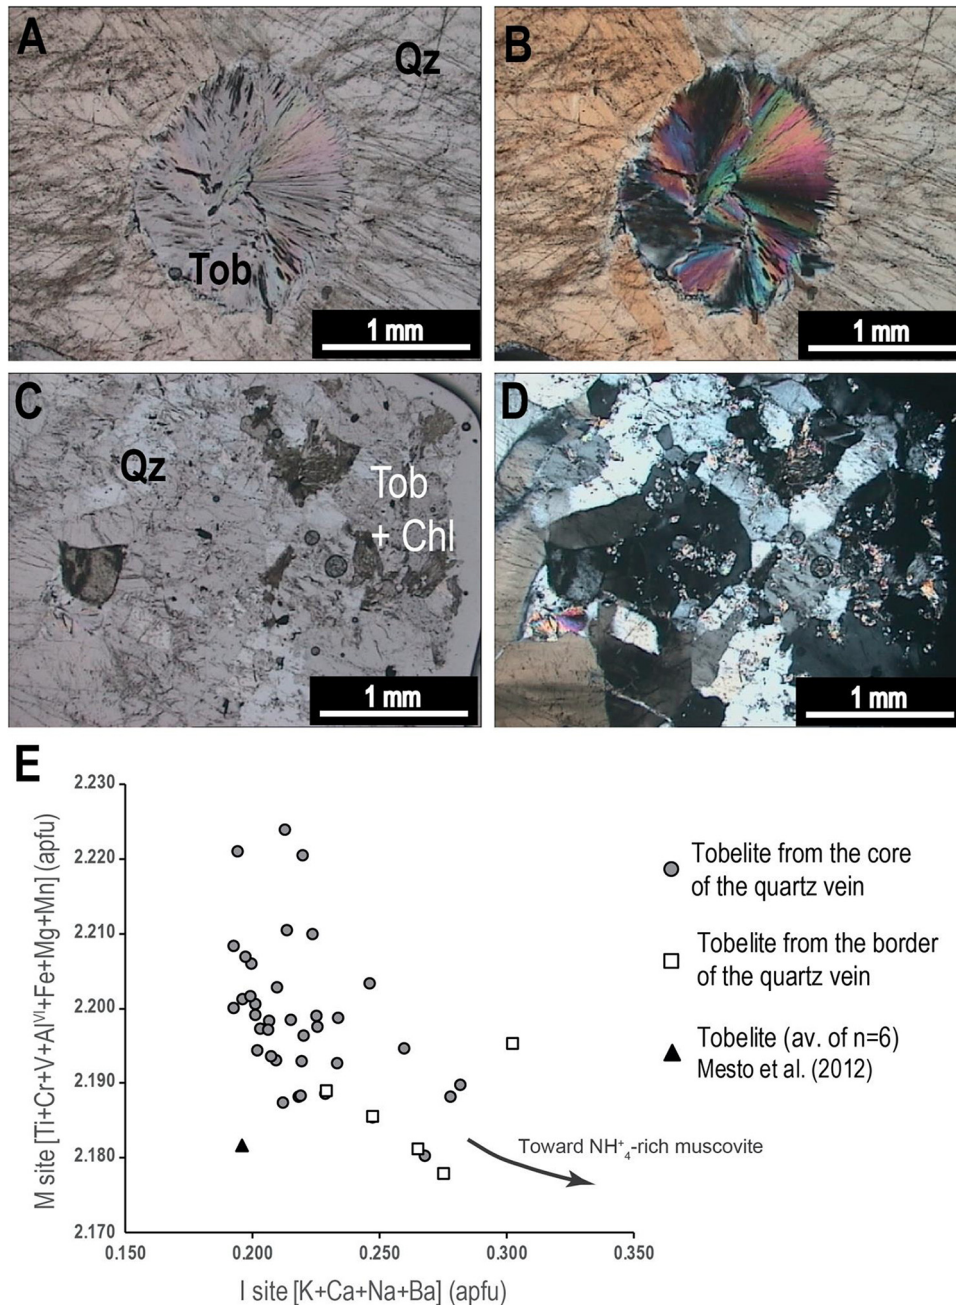 A
Qz
Tob
1 mm
B
1 mm
C
Qz
Tob
+ Chl
1 mm
D
1 mm
E
M site [Ti+Cr+V+Al^VI+Fe+Mg+Mn] (apfu)
2.230
2.220
2.210
2.200
2.190
2.180
2.170
0.150
0.200
0.250
0.300
0.350
I site [K+Ca+Na+Ba] (apfu)
Toward NH⁺₄-rich muscovite
Tobelite from the core
of the quartz vein
Tobelite from the border
of the quartz vein
Tobelite (av. of n=6)
Mesto et al. (2012)